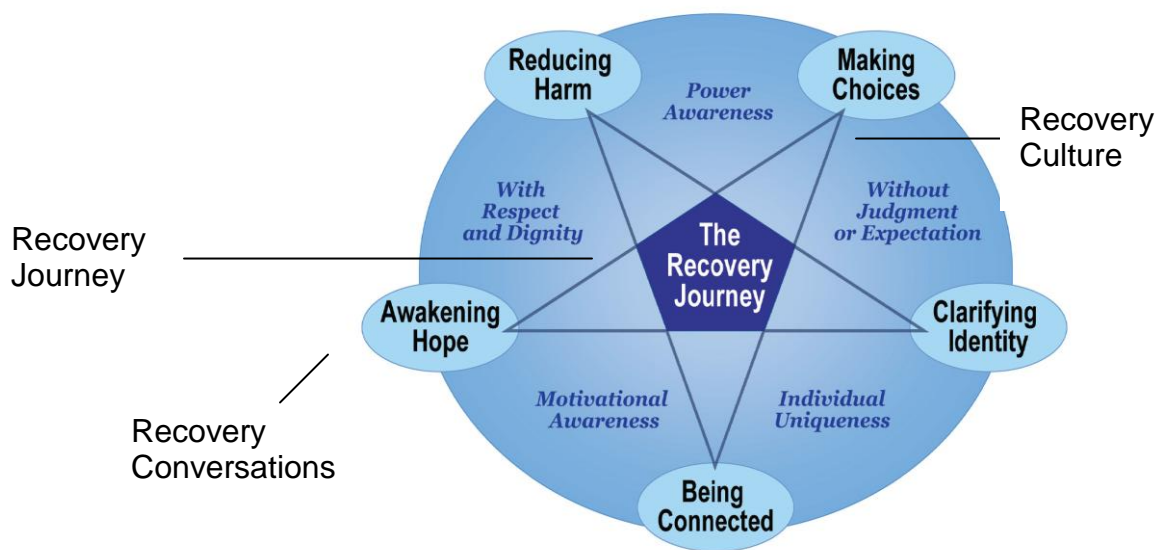 Reducing
Harm
Making
Choices
Power
Awareness
Recovery
Culture
With
Respect
and Dignity
Without
Judgment
or Expectation
Recovery
Journey
The
Recovery
Journey
Awakening
Hope
Clarifying
Identity
Motivational
Awareness
Individual
Uniqueness
Recovery
Conversations
Being
Connected